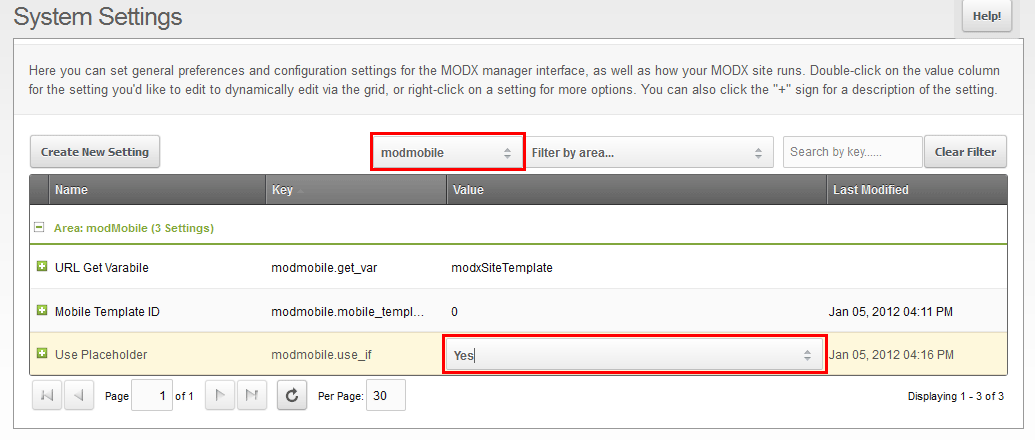 System Settings
Help!
Here you can set general preferences and configuration settings for the MODX manager interface, as well as how your MODX site runs. Double-click on the value column
for the setting you'd like to edit to dynamically edit via the grid, or right-click on a setting for more options. You can also click the "+" sign for a description of the setting.
Create New Setting
modmobile
Filter by area...
Search by key......
Clear Filter
Name Key Value Last Modified
Area: modMobile (3 Settings)
URL Get Varabile modmobile.get_var modxSiteTemplate
Mobile Template ID modmobile.mobile_templ... 0 Jan 05, 2012 04:11 PM
Use Placeholder modmobile.use_if Yes Jan 05, 2012 04:16 PM
Page 1 of 1 Per Page: 30 Displaying 1 - 3 of 3